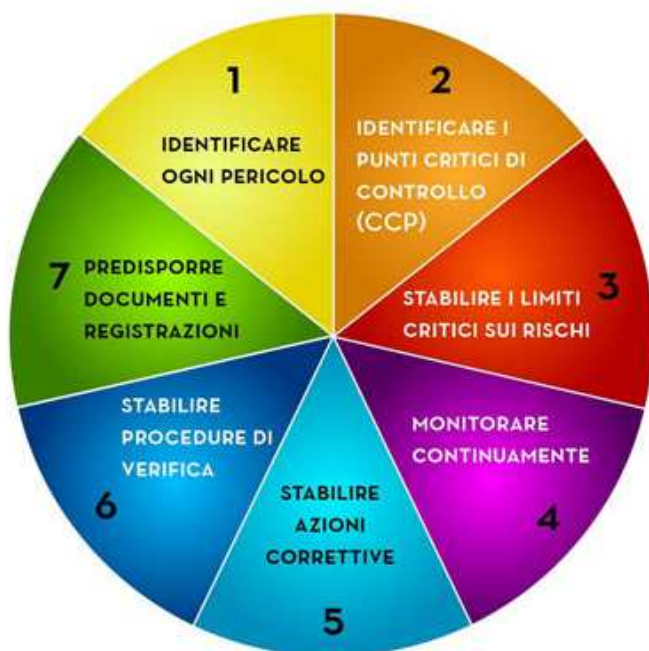 1
IDENTIFICARE
OGNI PERICOLO
2
IDENTIFICARE I
PUNTI CRITICI DI
CONTROLLO
(CCP)
3
STABILIRE I LIMITI
CRITICI SUI RISCHI
4
MONITORARE
CONTINUAMENTE
5
STABILIRE
AZIONI
CORRETTIVE
6
STABILIRE
PROCEDURE DI
VERIFICA
7
PREDISPORRE
DOCUMENTI E
REGISTRAZIONI